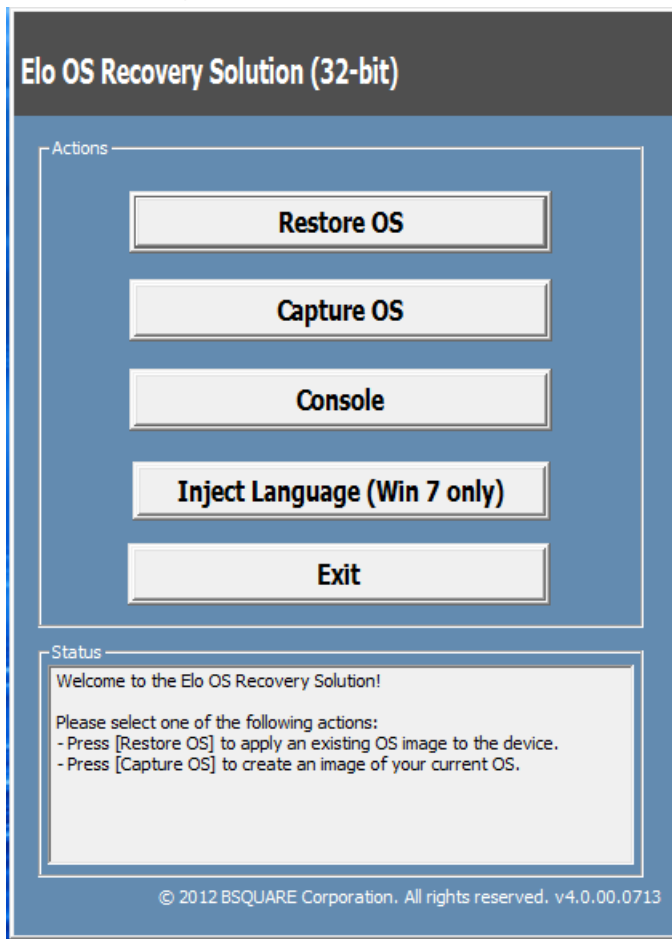 Elo OS Recovery Solution (32-bit)
Actions
Restore OS
Capture OS
Console
Inject Language (Win 7 only)
Exit
Status
Welcome to the Elo OS Recovery Solution!
Please select one of the following actions:
- Press [Restore OS] to apply an existing OS image to the device.
- Press [Capture OS] to create an image of your current OS.
© 2012 BSQUARE Corporation. All rights reserved. v4.0.00.0713